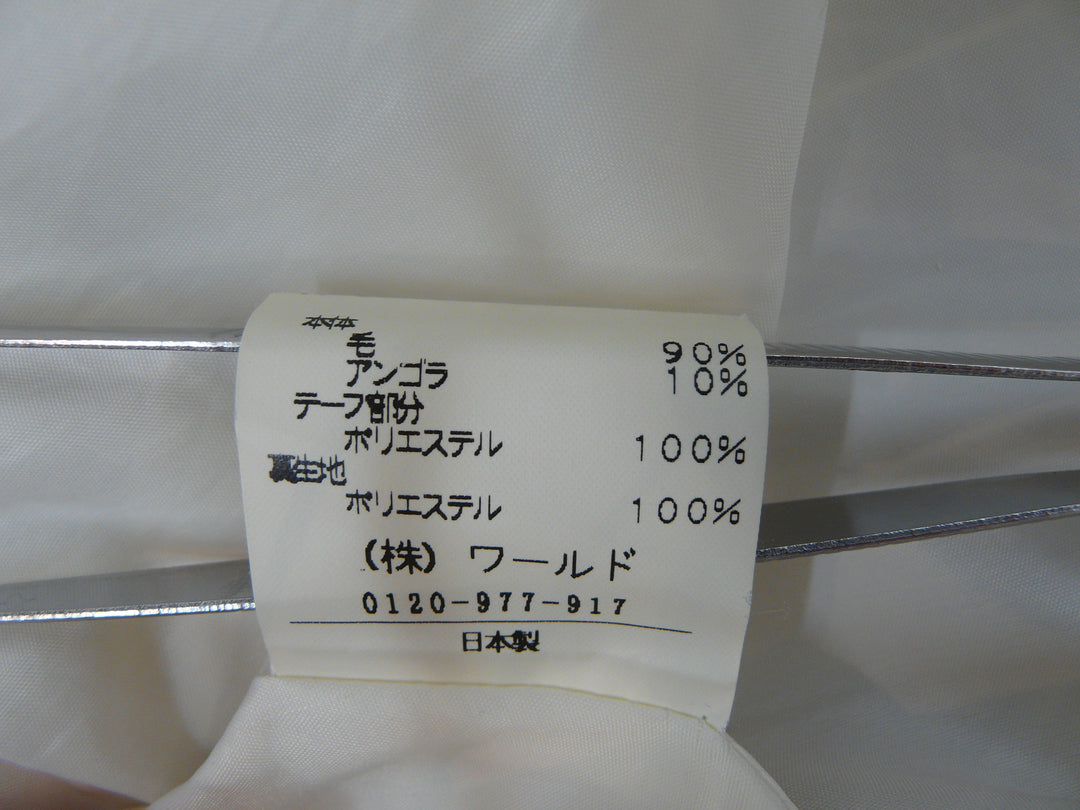 本体
毛 90%
アンゴラ 10%
テープ部分
ポリエステル 100%
裏生地
ポリエステル 100%
(株) ワールド
0120-977-917
日本製